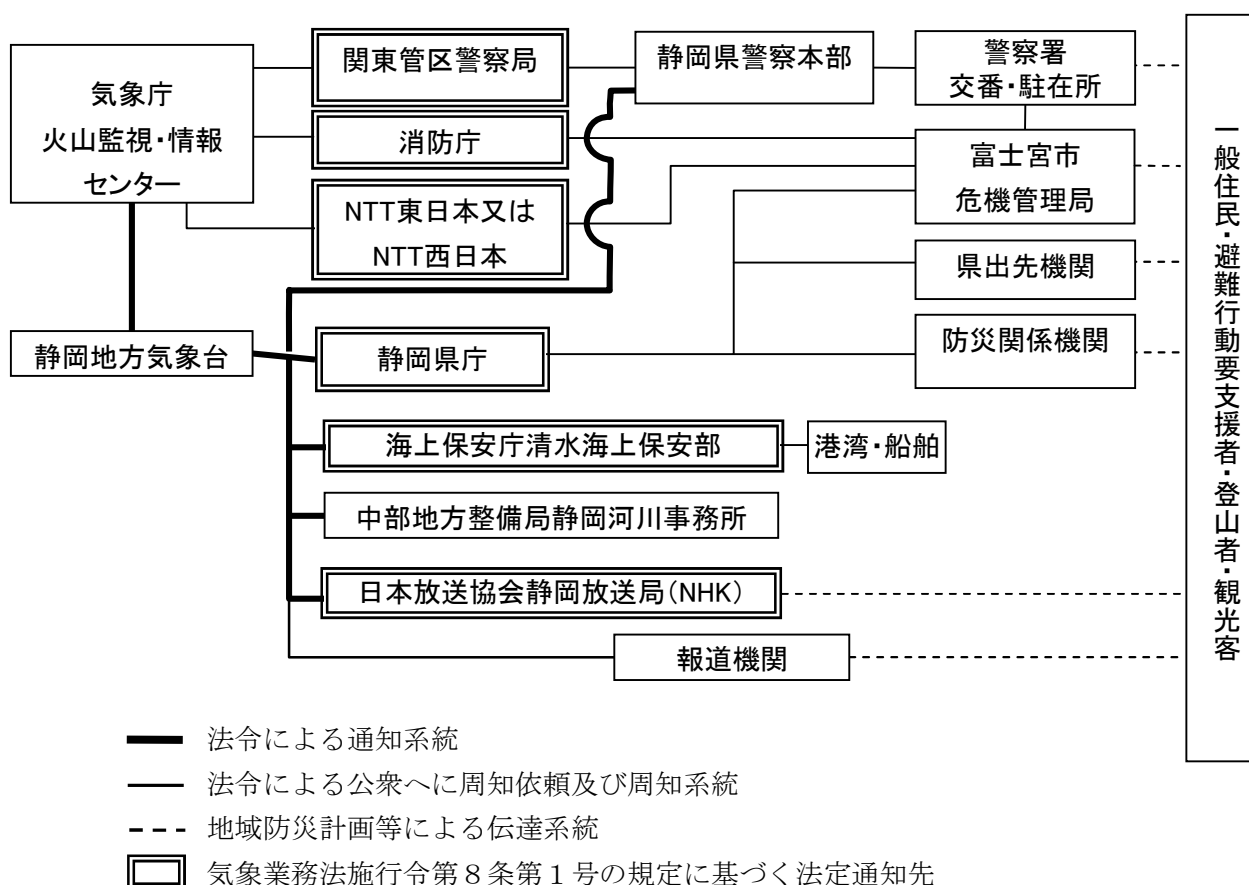 関東管区警察局
静岡県警察本部
警察署
交番・駐在所
気象庁
火山監視・情報
センター
消防庁
富士宮市
危機管理局
NTT東日本又は
NTT西日本
県出先機関
静岡地方気象台
静岡県庁
防災関係機関
海上保安庁清水海上保安部
港湾・船舶
中部地方整備局静岡河川事務所
日本放送協会静岡放送局(NHK)
報道機関
一般住民・避難行動要支援者・登山者・観光客
法令による通知系統
法令による公衆へに周知依頼及び周知系統
地域防災計画等による伝達系統
気象業務法施行令第8条第1号の規定に基づく法定通知先